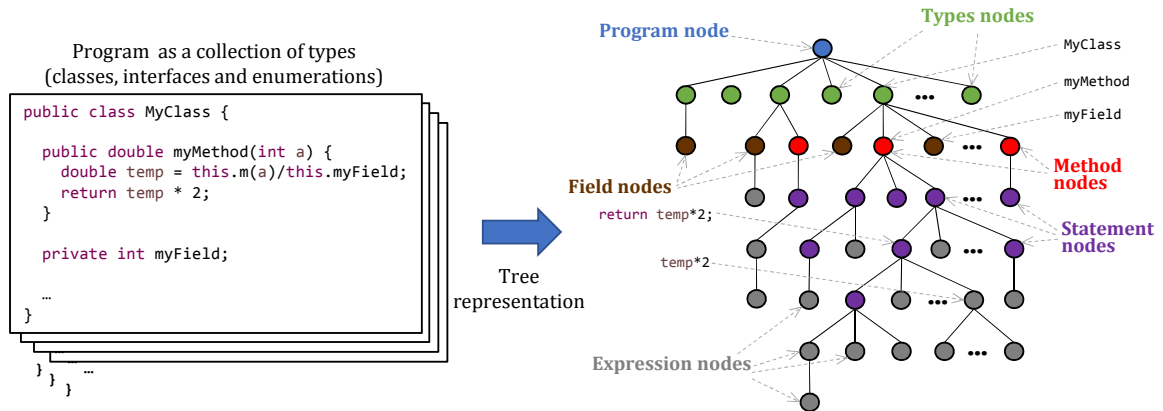 Program as a collection of types
(classes, interfaces and enumerations)
public class MyClass {
public double myMethod(int a) {
double temp = this.m(a)/this.myField;
return temp * 2;
}
private int myField;
…
}
…
}
…
}
…
}
Tree
representation
Program node
Types nodes
MyClass
myMethod
myField
…
…
Field nodes
Method
nodes
return temp*2;
…
Statement
nodes
temp*2
…
…
Expression nodes
…